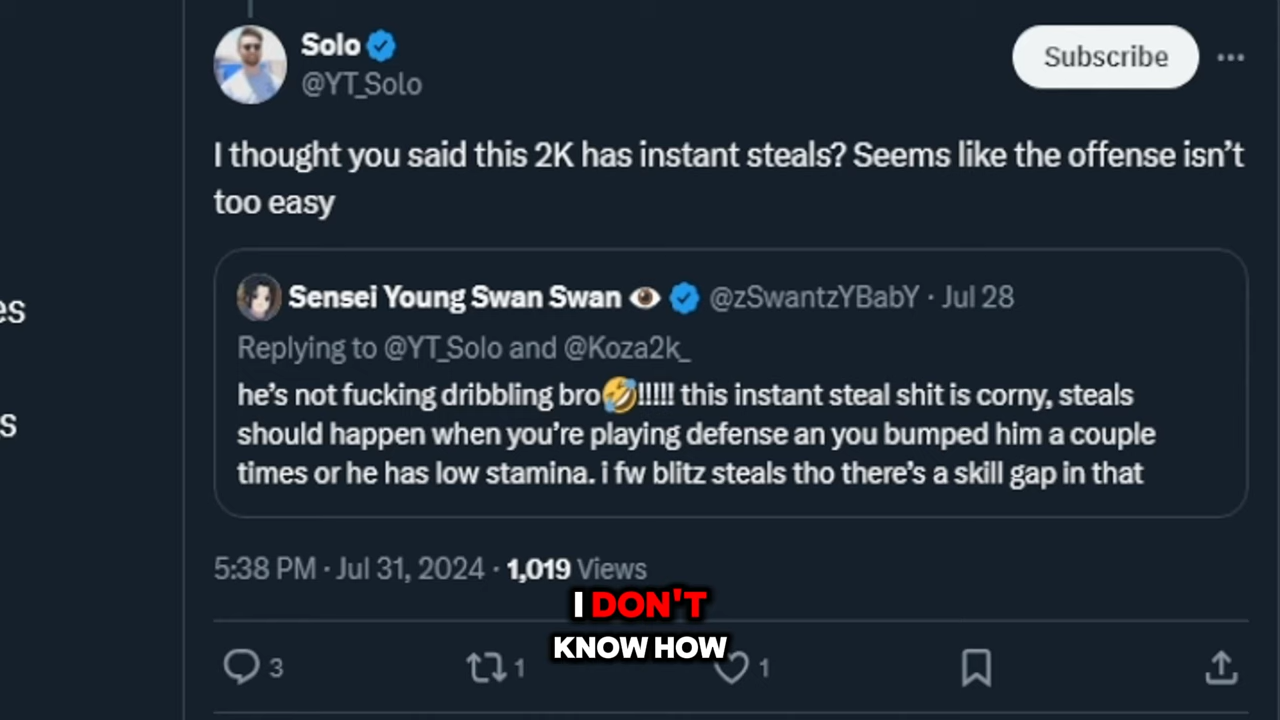 Solo
@YT_Solo
Subscribe
I thought you said this 2K has instant steals? Seems like the offense isn't
too easy
Sensei Young Swan Swan 👁 @zSwantzYBabY · Jul 28
Replying to @YT_Solo and @Koza2k_
he's not fucking dribbling bro🤣!!!!! this instant steal shit is corny, steals
should happen when you're playing defense an you bumped him a couple
times or he has low stamina. i fw blitz steals tho there's a skill gap in that
es
s
5:38 PM · Jul 31, 2024 · 1,019 Views
I DON'T
KNOW HOW
3 1 1